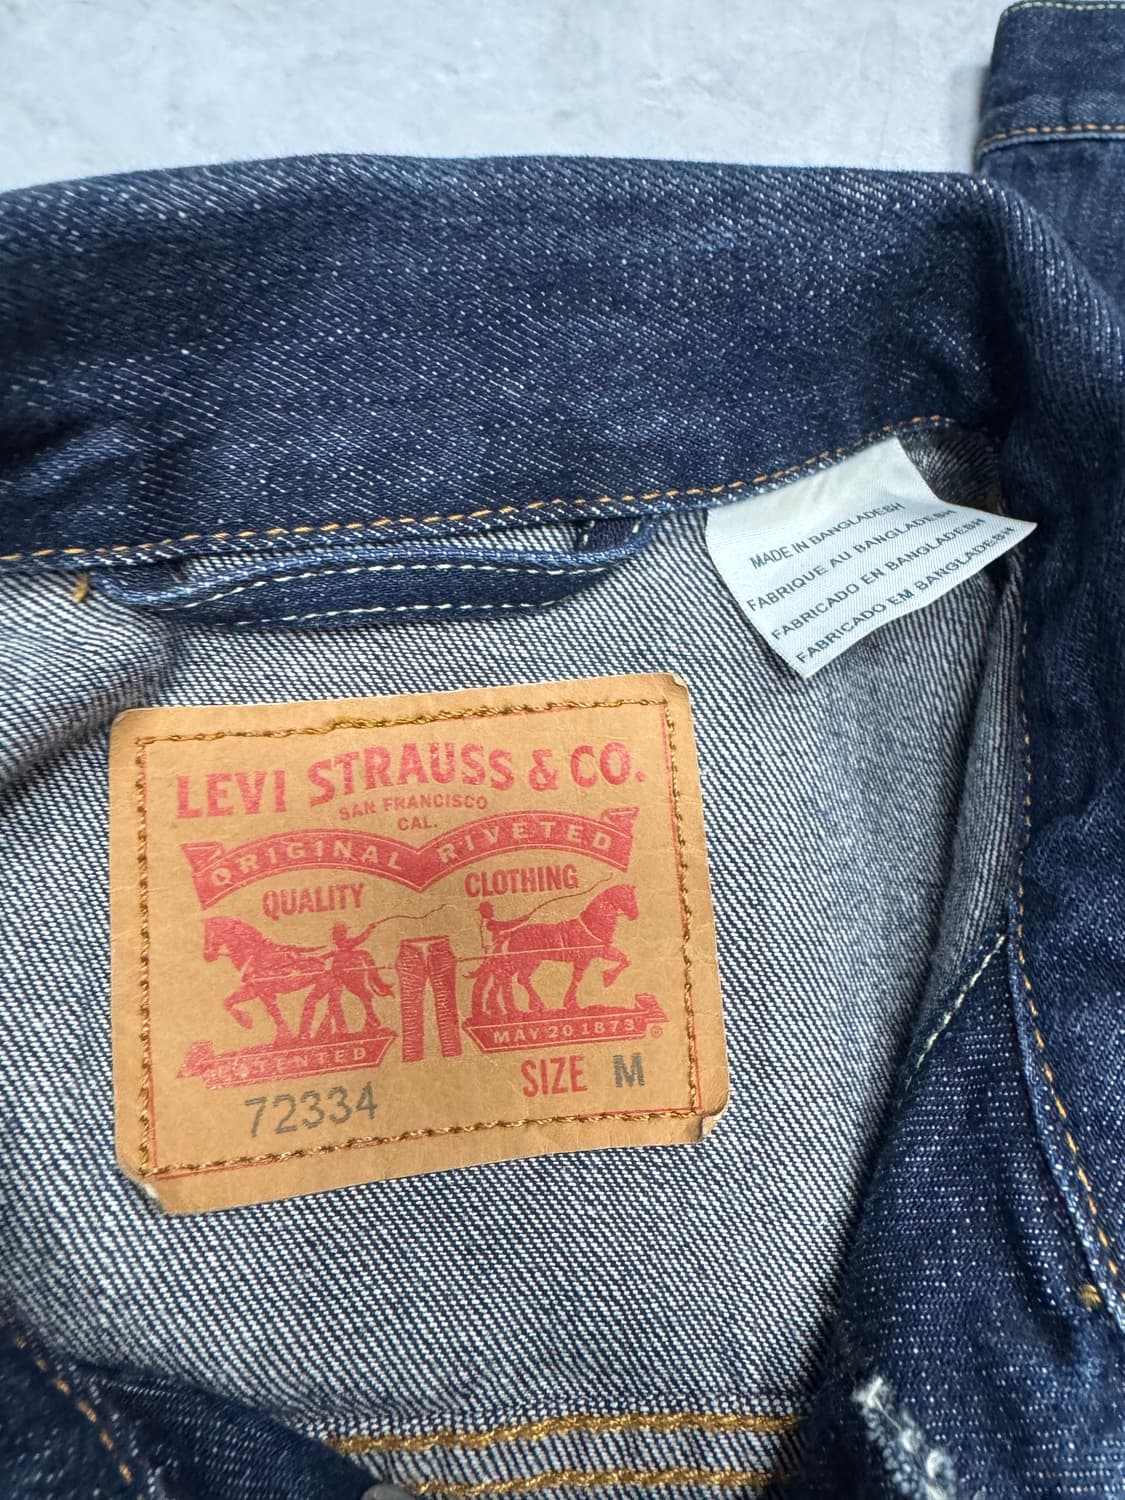 MADE IN BANGLADESH
FABRIQUE AU BANGLADESH
FABRICADO EN BANGLADESH
FABRICADO EM BANGLADESH
LEVI STRAUSS & CO.
SAN FRANCISCO
CAL.
ORIGINAL RIVETED
QUALITY CLOTHING
PATENTED MAY 20 1873 ®
SIZE M
72334